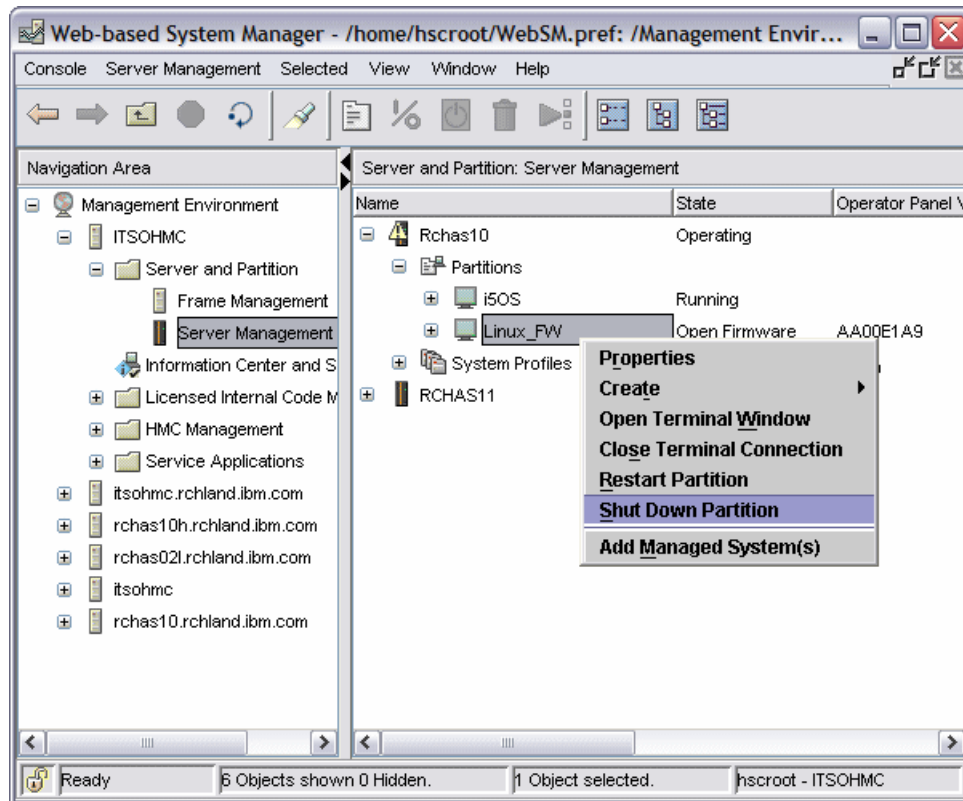 Web-based System Manager - /home/hscroot/WebSM.pref: /Management Envir...
Console Server Management Selected View Window Help
Navigation Area
Management Environment
ITSOHMC
Server and Partition
Frame Management
Server Management
Information Center and S
Licensed Internal Code M
HMC Management
Service Applications
itsohmc.rchland.ibm.com
rchas10h.rchland.ibm.com
rchas02l.rchland.ibm.com
itsohmc
rchas10.rchland.ibm.com
Server and Partition: Server Management
Name State Operator Panel V
Rchas10 Operating
Partitions
i5OS Running
Linux_FW Open Firmware AA00E1A9
System Profiles
RCHAS11
Properties
Create
Open Terminal Window
Close Terminal Connection
Restart Partition
Shut Down Partition
Add Managed System(s)
Ready 6 Objects shown 0 Hidden. 1 Object selected. hscroot - ITSOHMC